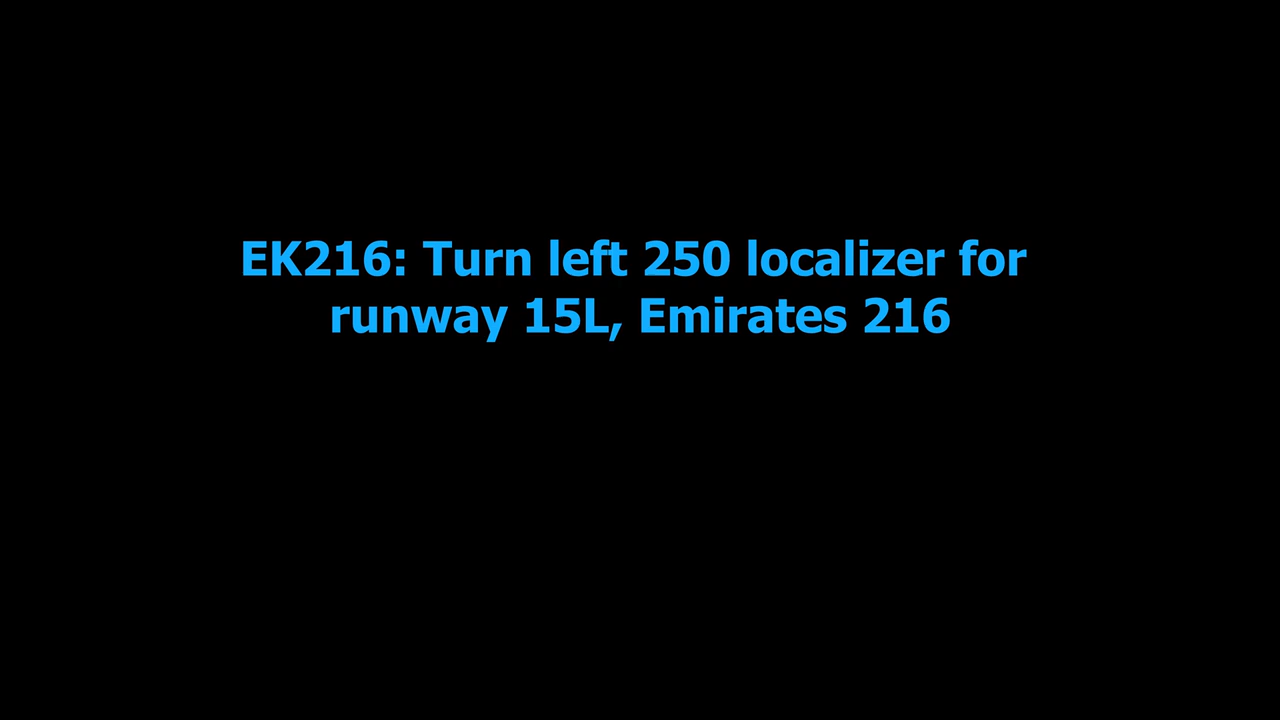 EK216: Turn left 250 localizer for
runway 15L, Emirates 216